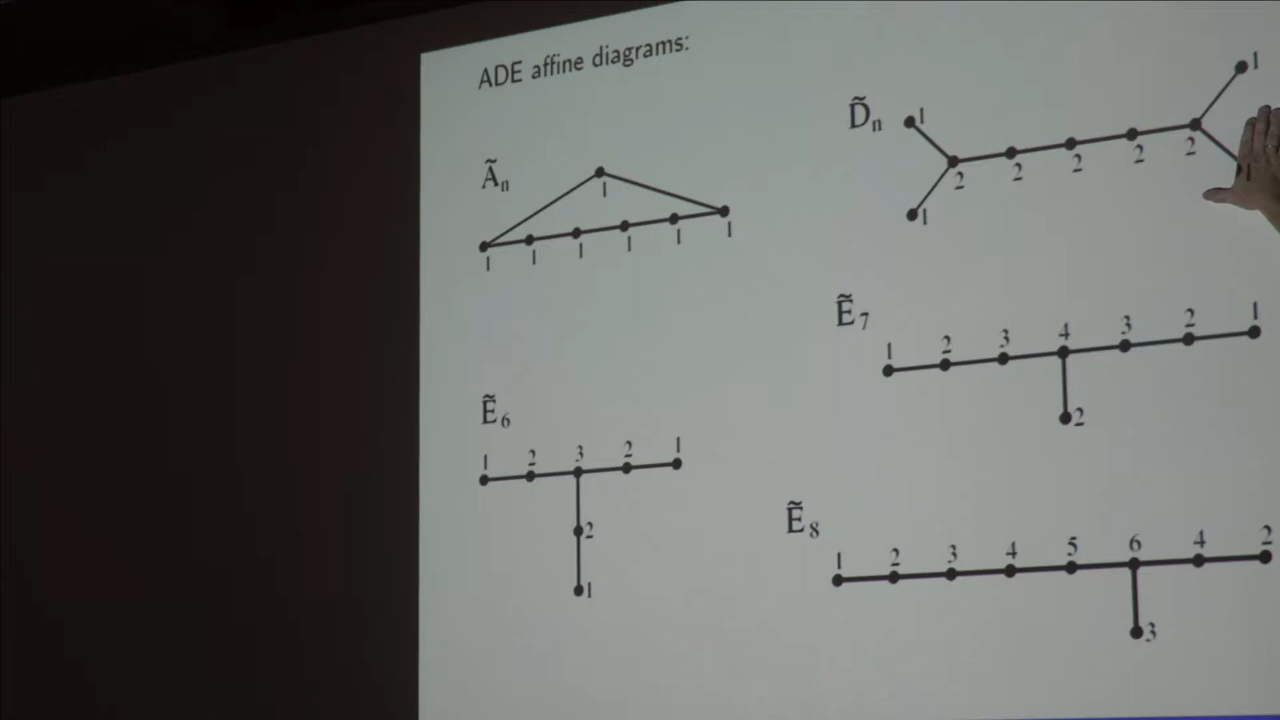 ADE affine diagrams:
Ãₙ
1
1 1 1 1 1 1
D̃ₙ
1 1
2 2 2 2 2
1 1
Ẽ₆
1 2 3 2 1
2
1
Ẽ₇
1 2 3 4 3 2 1
2
Ẽ₈
1 2 3 4 5 6 4 2
3